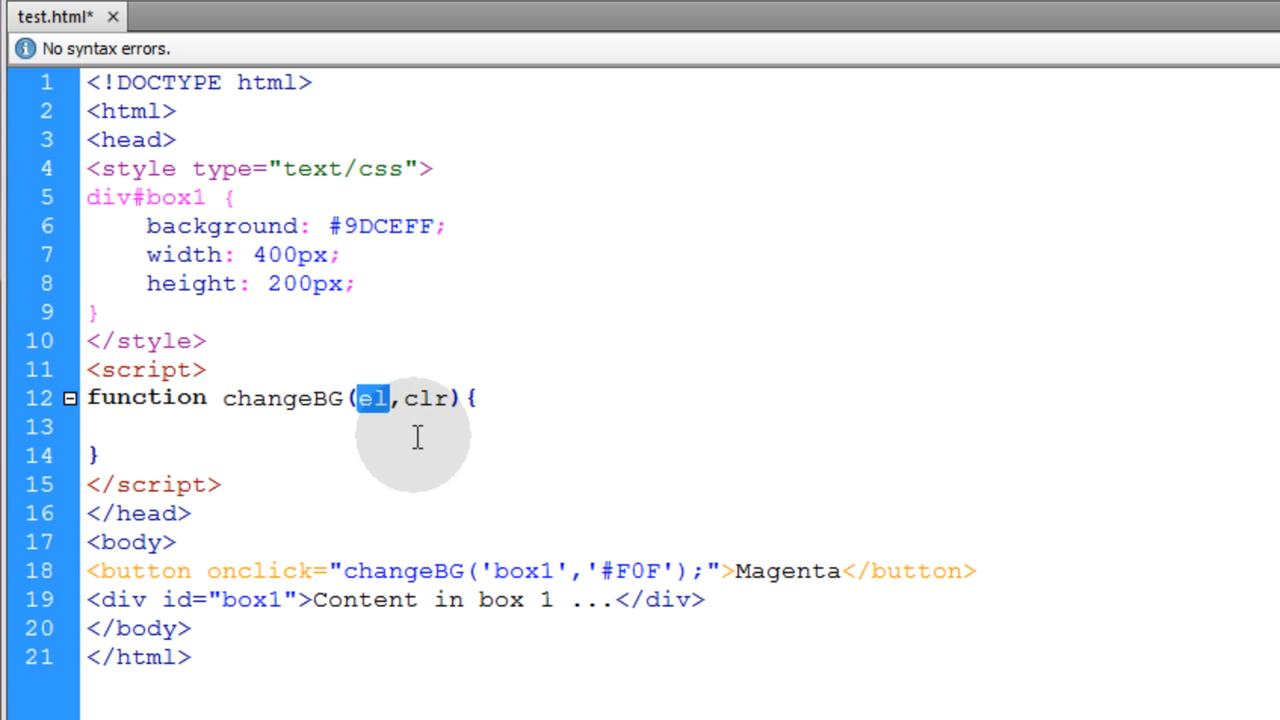 test.html*
No syntax errors.
1 <!DOCTYPE html>
2 <html>
3 <head>
4 <style type="text/css">
5 div#box1 {
6     background: #9DCEFF;
7     width: 400px;
8     height: 200px;
9 }
10 </style>
11 <script>
12 function changeBG(el,clr){
13
14 }
15 </script>
16 </head>
17 <body>
18 <button onclick="changeBG('box1','#F0F');">Magenta</button>
19 <div id="box1">Content in box 1 ...</div>
20 </body>
21 </html>